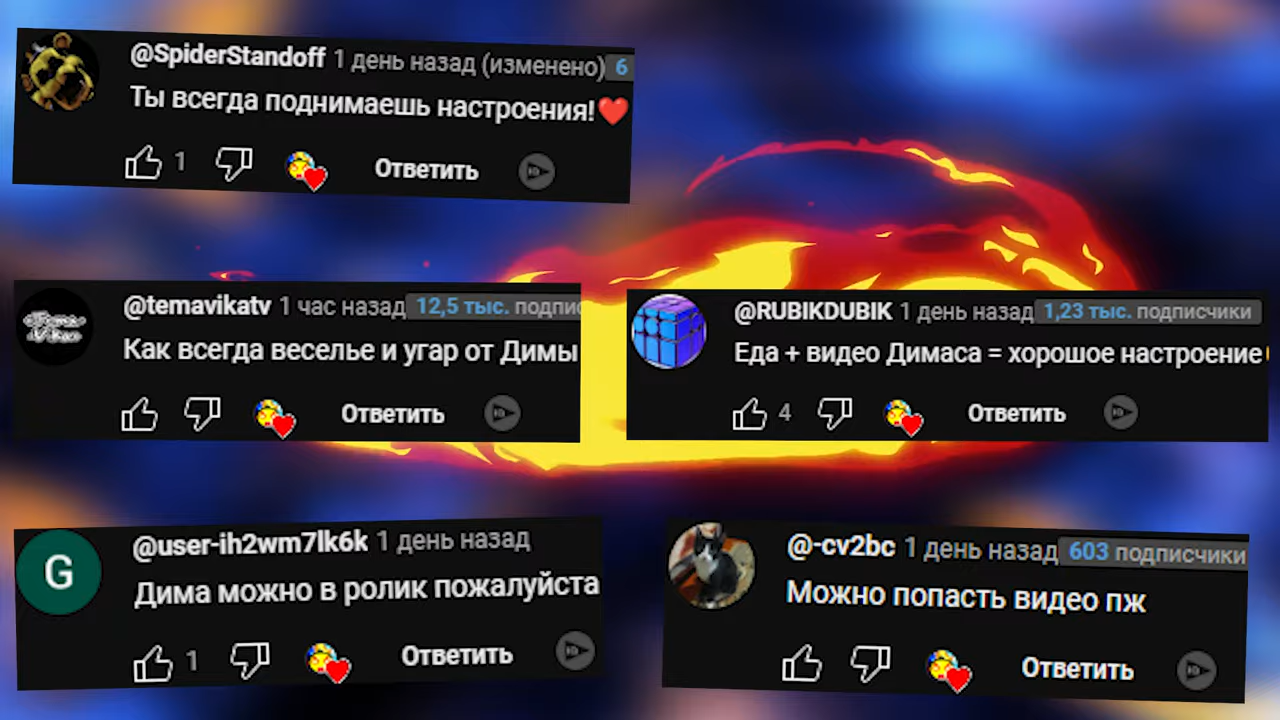 @SpiderStandoff 1 день назад (изменено) 6
Ты всегда поднимаешь настроения!❤️
1 Ответить
@temavikatv 1 час назад 12,5 тыс. подпис
Как всегда веселье и угар от Димы
Ответить
@RUBIKDUBIK 1 день назад 1,23 тыс. подписчики
Еда + видео Димаса = хорошое настроение
4 Ответить
G
@user-ih2wm7lk6k 1 день назад
Дима можно в ролик пожалуйста
1 Ответить
@-cv2bc 1 день назад 603 подписчики
Можно попасть видео пж
Ответить